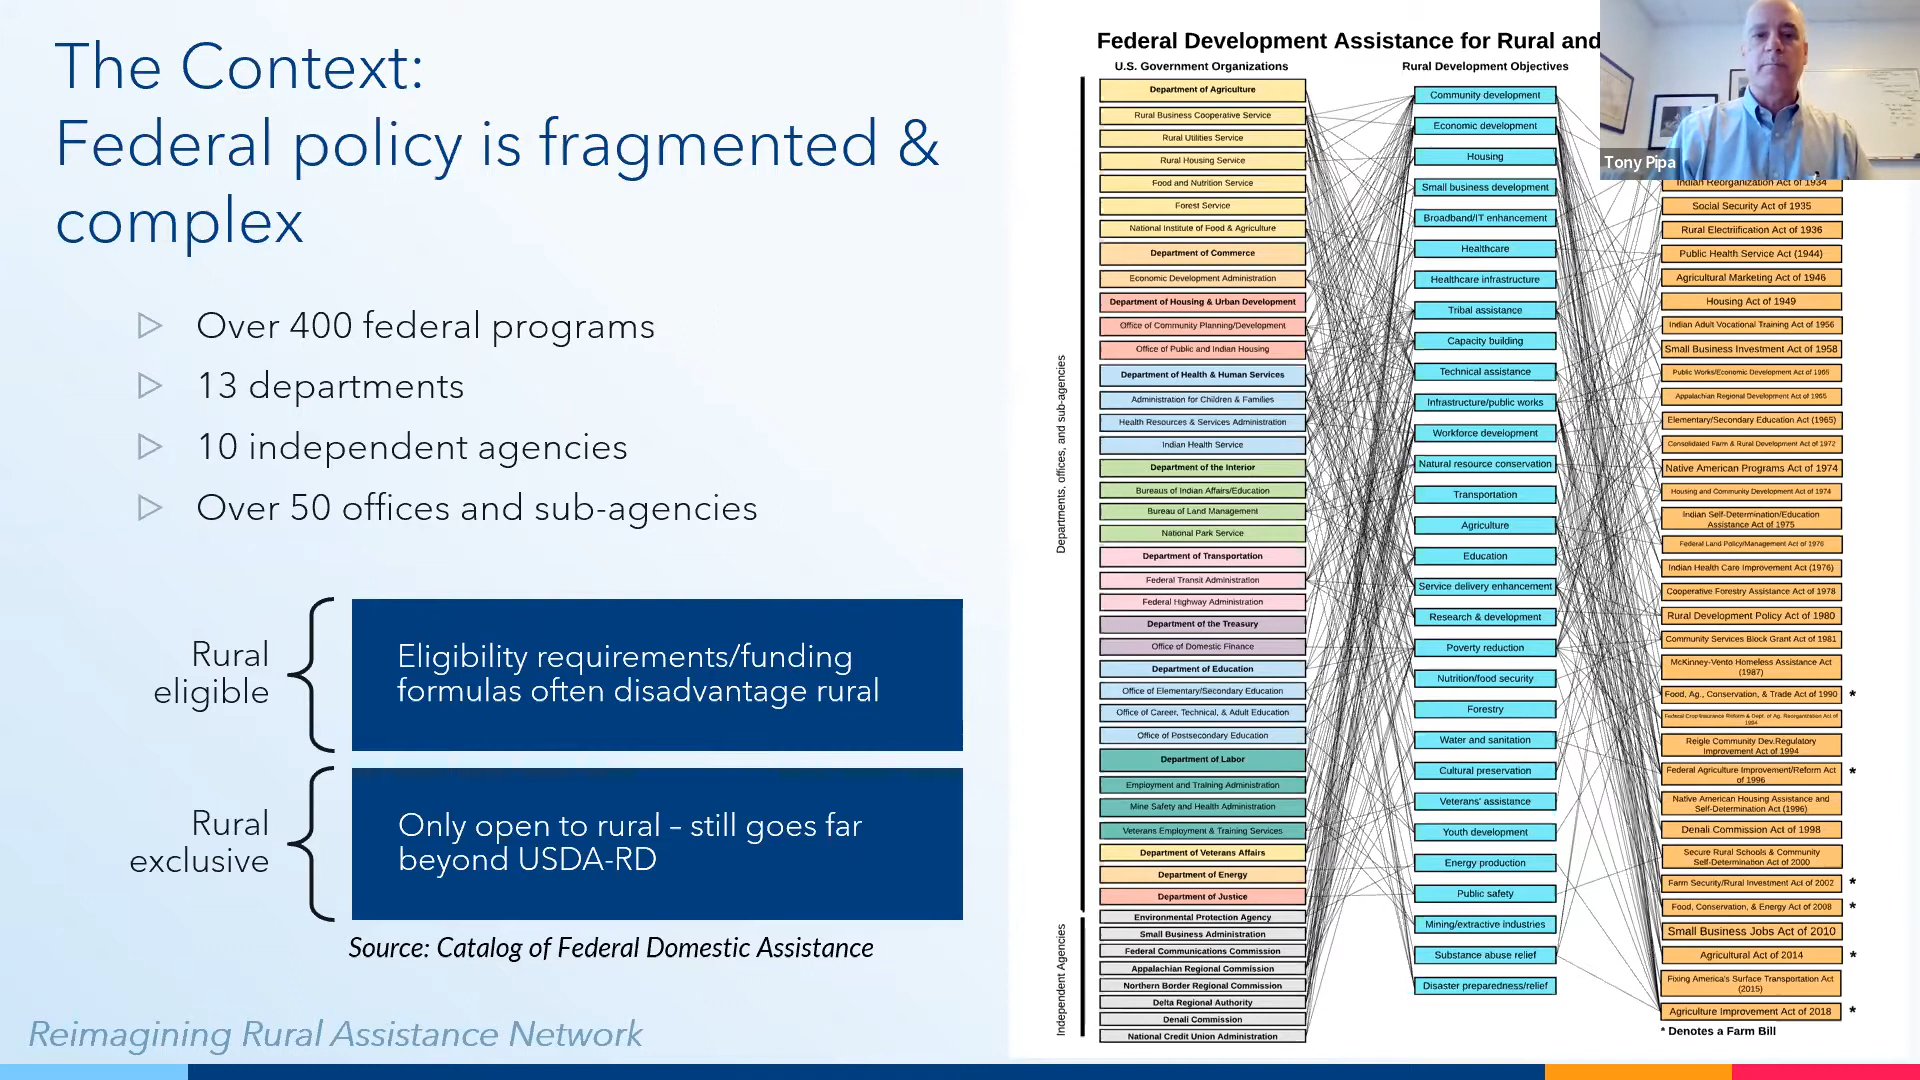 The Context:
Federal policy is fragmented &
complex
Over 400 federal programs
13 departments
10 independent agencies
Over 50 offices and sub-agencies
Rural
eligible
Eligibility requirements/funding
formulas often disadvantage rural
Rural
exclusive
Only open to rural – still goes far
beyond USDA-RD
Source: Catalog of Federal Domestic Assistance
Reimagining Rural Assistance Network
Federal Development Assistance for Rural and
U.S. Government Organizations
Departments, offices, and sub-agencies
Department of Agriculture
Rural Business Cooperative Service
Rural Utilities Service
Rural Housing Service
Food and Nutrition Service
Forest Service
National Institute of Food & Agriculture
Department of Commerce
Economic Development Administration
Department of Housing & Urban Development
Office of Community Planning/Development
Office of Public and Indian Housing
Department of Health & Human Services
Administration for Children & Families
Health Resources & Services Administration
Indian Health Service
Department of the Interior
Bureaus of Indian Affairs/Education
Bureau of Land Management
National Park Service
Department of Transportation
Federal Transit Administration
Federal Highway Administration
Department of the Treasury
Office of Domestic Finance
Department of Education
Office of Elementary/Secondary Education
Office of Career, Technical, & Adult Education
Office of Postsecondary Education
Department of Labor
Employment and Training Administration
Mine Safety and Health Administration
Veterans Employment & Training Services
Department of Veterans Affairs
Department of Energy
Department of Justice
Independent Agencies
Environmental Protection Agency
Small Business Administration
Federal Communications Commission
Appalachian Regional Commission
Northern Border Regional Commission
Delta Regional Authority
Denali Commission
National Credit Union Administration
Rural Development Objectives
Community development
Economic development
Housing
Small business development
Broadband/IT enhancement
Healthcare
Healthcare infrastructure
Tribal assistance
Capacity building
Technical assistance
Infrastructure/public works
Workforce development
Natural resource conservation
Transportation
Agriculture
Education
Service delivery enhancement
Research & development
Poverty reduction
Nutrition/food security
Forestry
Water and sanitation
Cultural preservation
Veterans' assistance
Youth development
Energy production
Public safety
Mining/extractive industries
Substance abuse relief
Disaster preparedness/relief
Tony Pipa
Indian Reorganization Act of 1934
Social Security Act of 1935
Rural Electriification Act of 1936
Public Health Service Act (1944)
Agricultural Marketing Act of 1946
Housing Act of 1949
Indian Adult Vocational Training Act of 1956
Small Business Investment Act of 1958
Public Works/Economic Development Act of 1965
Appalachian Regional Development Act of 1965
Elementary/Secondary Education Act (1965)
Consolidated Farm & Rural Development Act of 1972
Native American Programs Act of 1974
Housing and Community Development Act of 1974
Indian Self-Determination/Education
Assistance Act of 1975
Federal Land Policy/Management Act of 1976
Indian Health Care Improvement Act (1976)
Cooperative Forestry Assistance Act of 1978
Rural Development Policy Act of 1980
Community Services Block Grant Act of 1981
McKinney-Vento Homeless Assistance Act
(1987)
Food, Ag., Conservation, & Trade Act of 1990 *
Federal Crop Insurance Reform & Dept. of Ag. Reorganization Act of
1994
Reigle Community Dev.Regulatory
Improvement Act of 1994
Federal Agriculture Improvement/Reform Act *
of 1996
Native American Housing Assistance and
Self-Determination Act (1996)
Denali Commission Act of 1998
Secure Rural Schools & Community
Self-Determination Act of 2000
Farm Security/Rural Investment Act of 2002 *
Food, Conservation, & Energy Act of 2008 *
Small Business Jobs Act of 2010
Agricultural Act of 2014 *
Fixing America's Surface Transportation Act
(2015)
Agriculture Improvement Act of 2018 *
* Denotes a Farm Bill